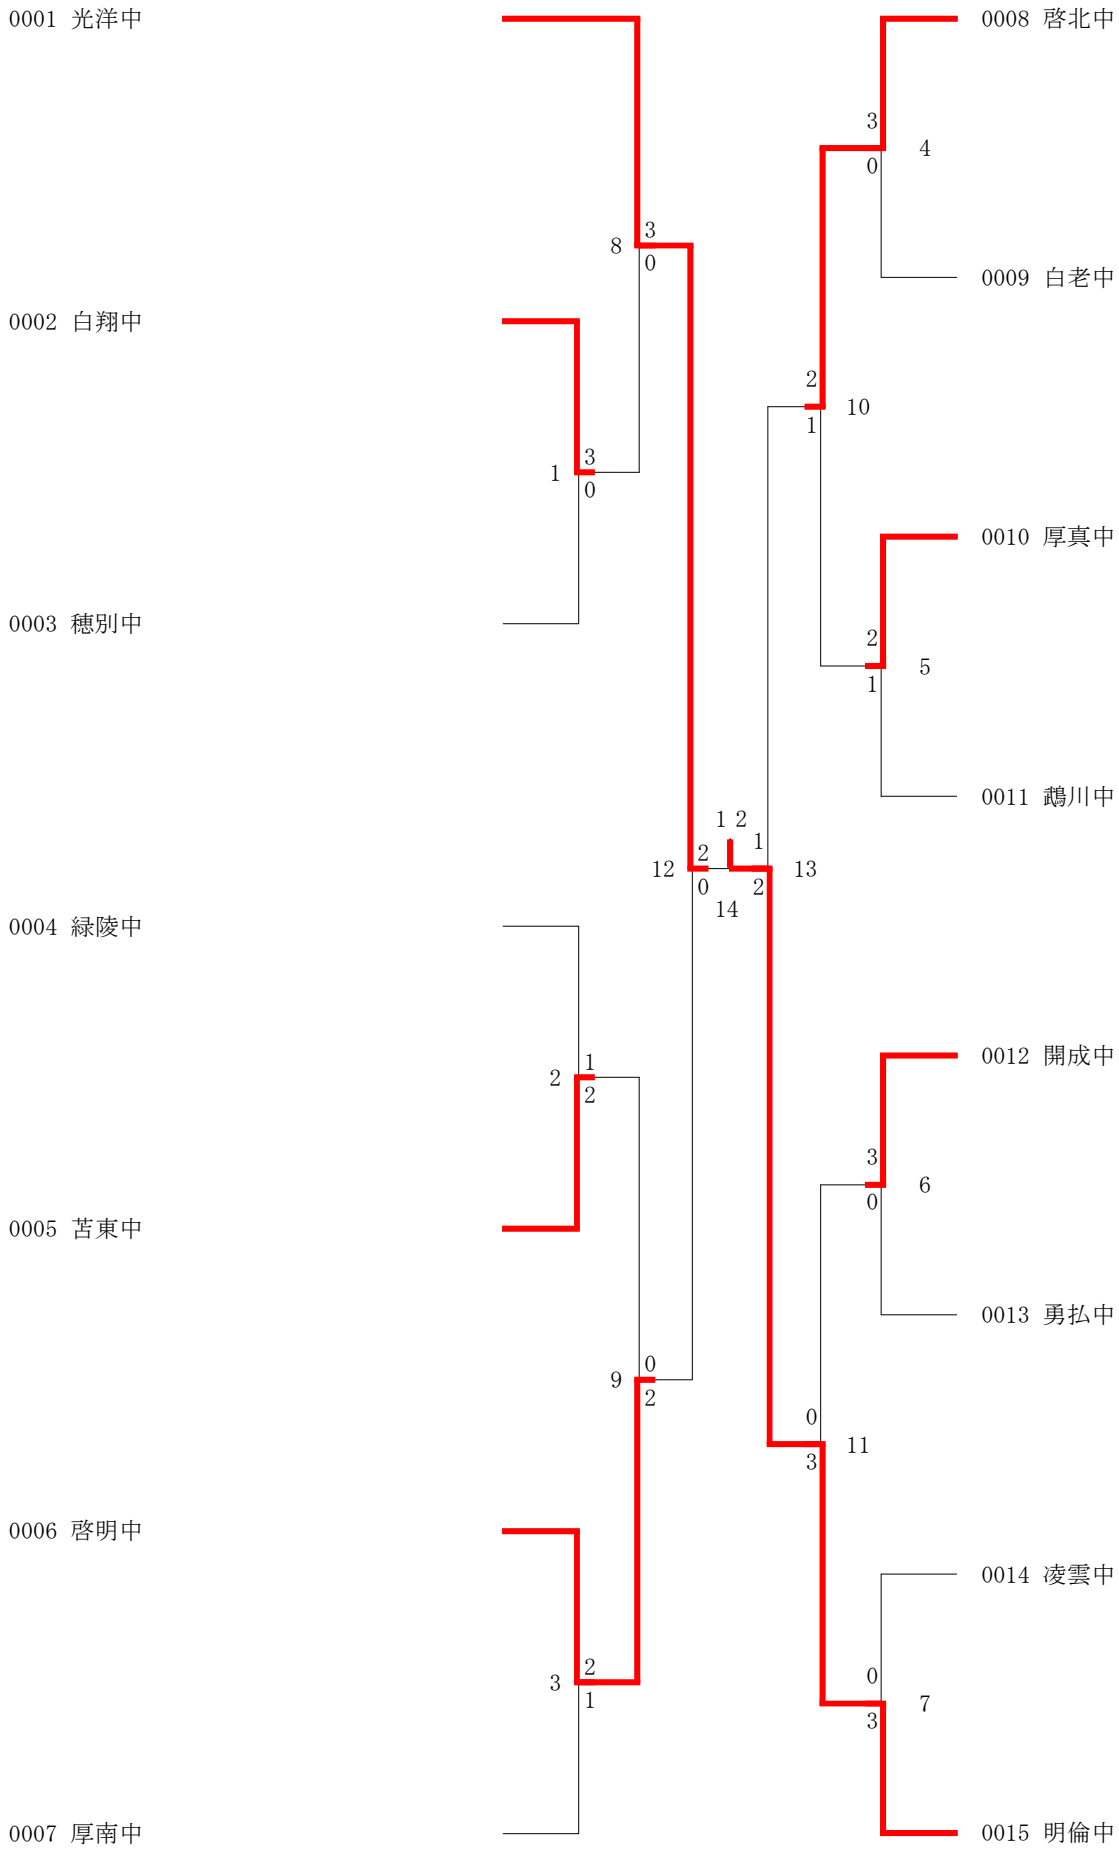 0001 光洋中
0008 啓北中
3
0 4
8 3
0
0009 白老中
0002 白翔中
2
1 10
1 3
0
0010 厚真中
0003 穂別中
2
1 5
0011 鵡川中
1 2
12 2
0
1
2 13
14
0004 緑陵中
0012 開成中
2 1
2
3
0 6
0005 苫東中
0013 勇払中
9 0
2
0
3 11
0006 啓明中
0014 凌雲中
3 2
1
0
3 7
0007 厚南中
0015 明倫中